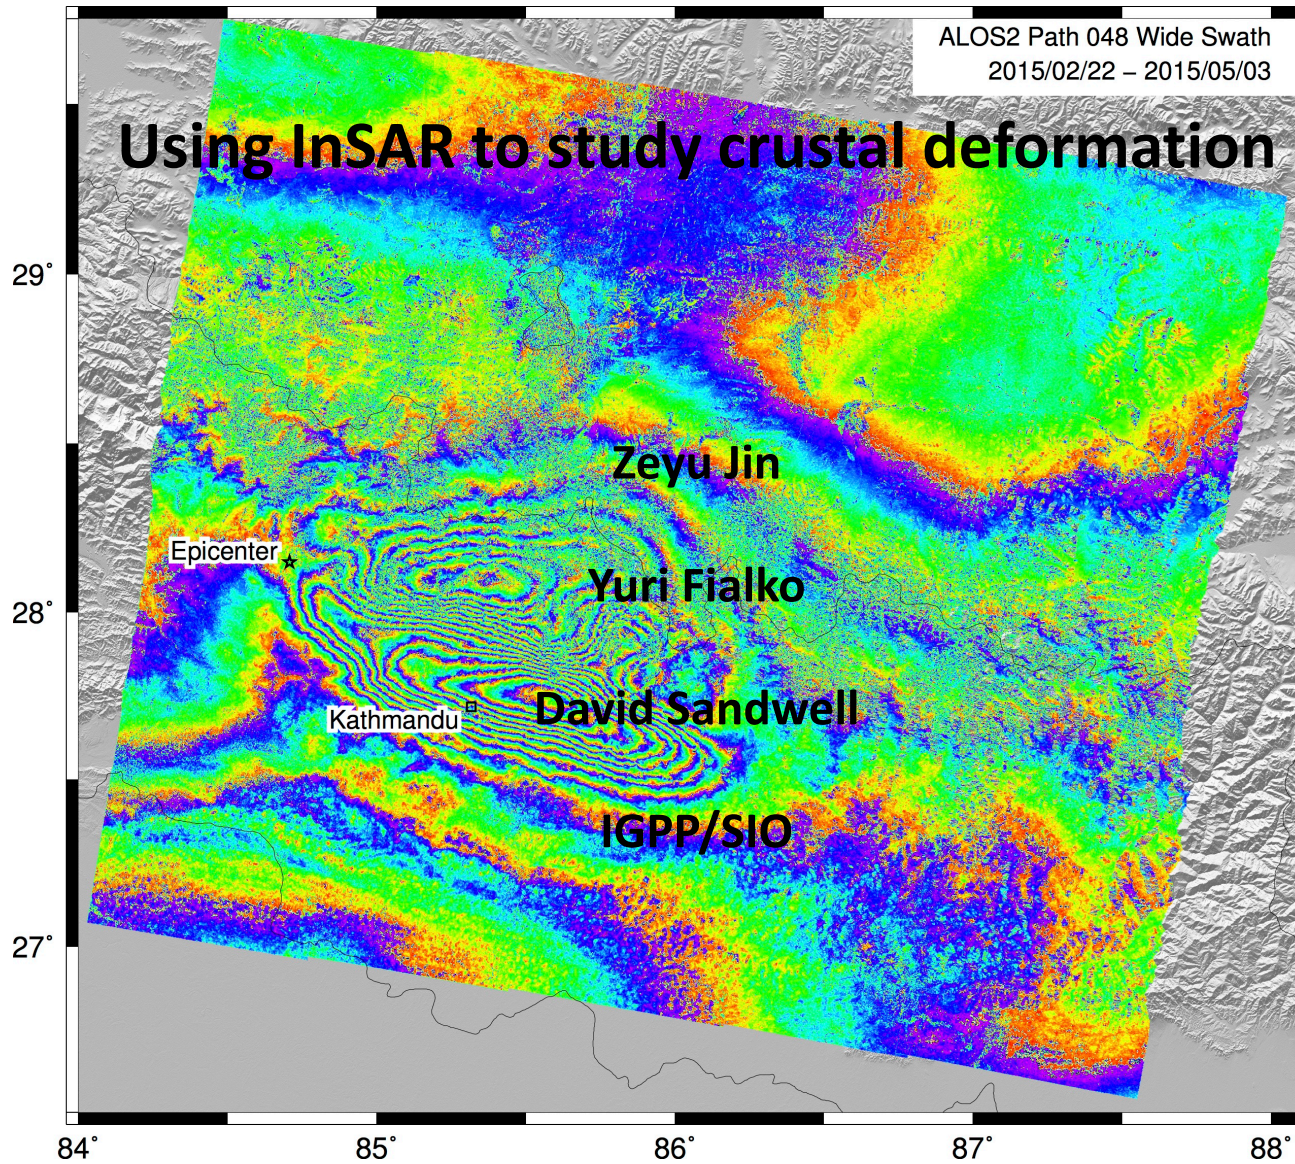 ALOS2 Path 048 Wide Swath
2015/02/22 – 2015/05/03
Using InSAR to study crustal deformation
29°
Zeyu Jin
Epicenter
Yuri Fialko
28°
David Sandwell
Kathmandu
IGPP/SIO
27°
84° 85° 86° 87° 88°